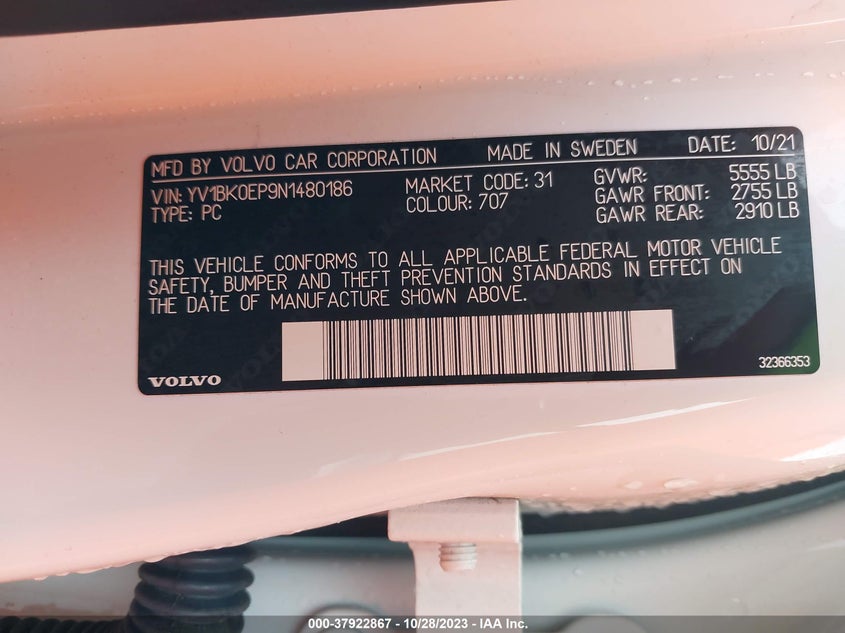 MFD BY VOLVO CAR CORPORATION MADE IN SWEDEN DATE: 10/21
VIN: YV1BK0EP9N1480186 MARKET CODE: 31 GVWR: 5555 LB
TYPE: PC COLOUR: 707 GAWR FRONT: 2755 LB
GAWR REAR: 2910 LB
THIS VEHICLE CONFORMS TO ALL APPLICABLE FEDERAL MOTOR VEHICLE
SAFETY, BUMPER AND THEFT PREVENTION STANDARDS IN EFFECT ON
THE DATE OF MANUFACTURE SHOWN ABOVE.
VOLVO 32366353
000-37922867 - 10/28/2023 - IAA Inc.